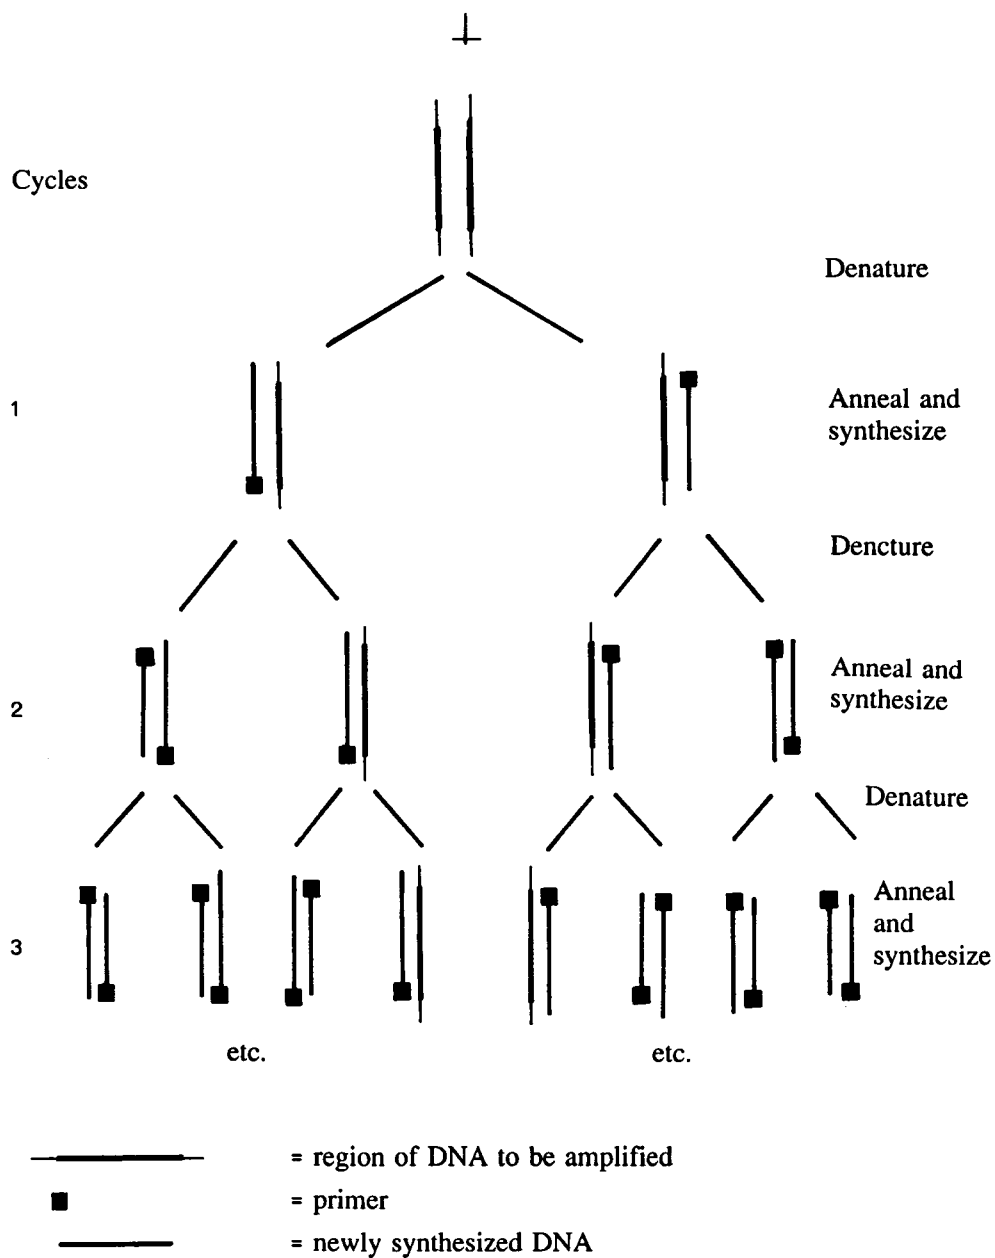 Cycles
Denature
1
Anneal and
synthesize
Dencture
2
Anneal and
synthesize
Denature
3
Anneal
and
synthesize
etc.
etc.
= region of DNA to be amplified
= primer
= newly synthesized DNA